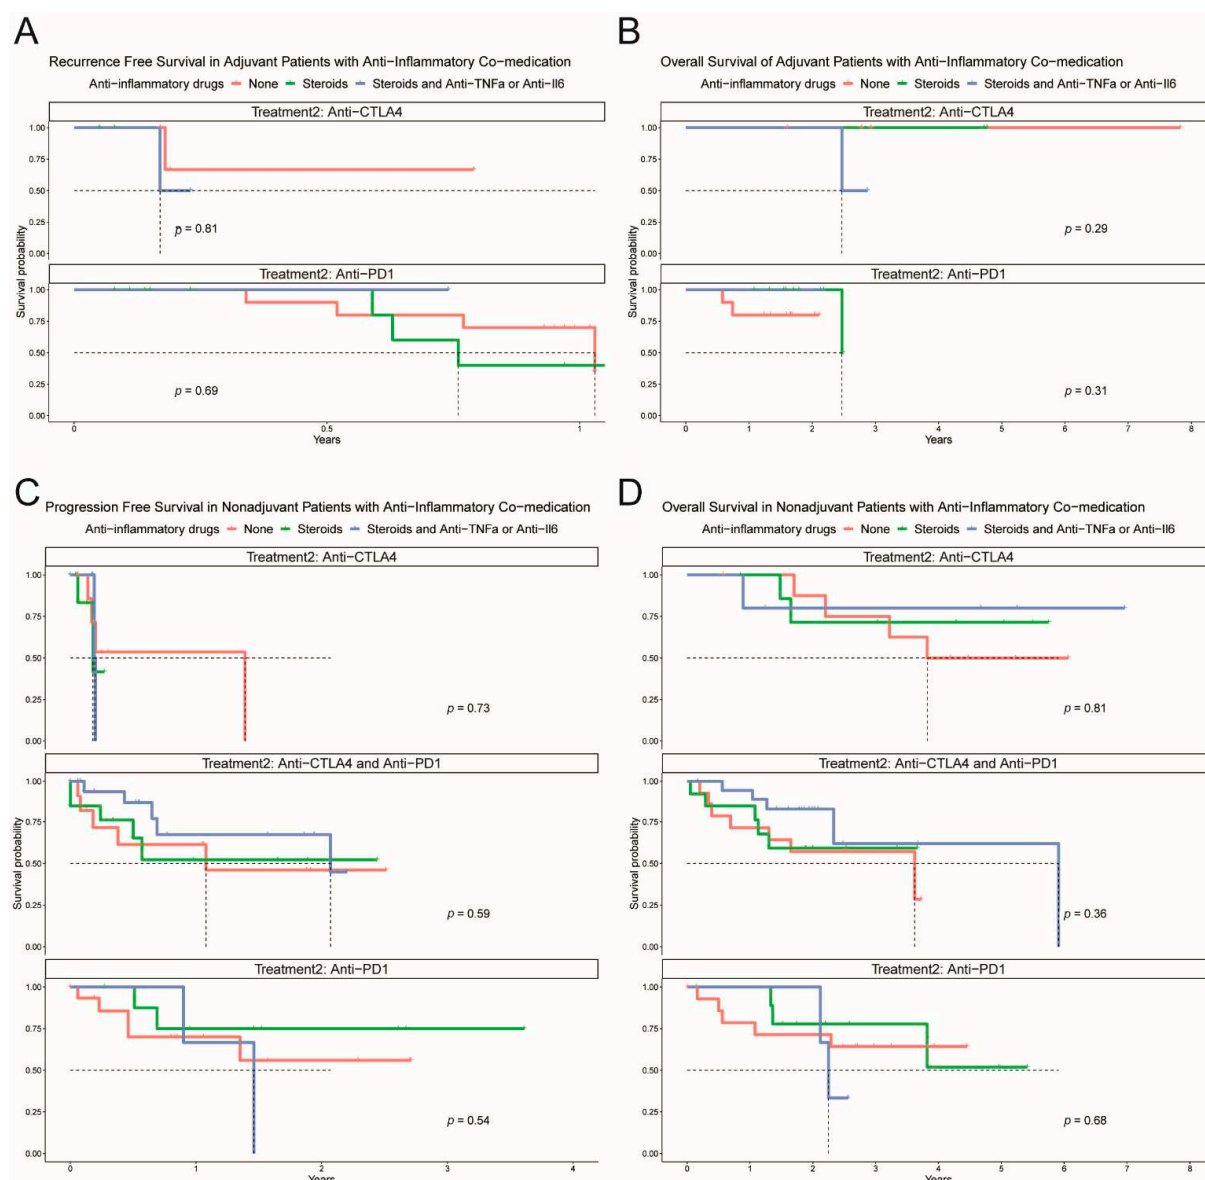 A
Recurrence Free Survival in Adjuvant Patients with Anti-Inflammatory Co-medication
Anti-inflammatory drugs None Steroids Steroids and Anti-TNFa or Anti-Il6
Treatment2: Anti-CTLA4
1.00
0.75
0.50
0.25
0.00
p = 0.81
Treatment2: Anti-PD1
1.00
0.75
0.50
0.25
0.00
p = 0.69
Survival probability
0 0.5 1
Years
B
Overall Survival of Adjuvant Patients with Anti-Inflammatory Co-medication
Anti-inflammatory drugs None Steroids Steroids and Anti-TNFa or Anti-Il6
Treatment2: Anti-CTLA4
1.00
0.75
0.50
0.25
0.00
p = 0.29
Treatment2: Anti-PD1
1.00
0.75
0.50
0.25
0.00
p = 0.31
Survival probability
0 1 2 3 4 5 6 7 8
Years
C
Progression Free Survival in Nonadjuvant Patients with Anti-Inflammatory Co-medication
Anti-inflammatory drugs None Steroids Steroids and Anti-TNFa or Anti-Il6
Treatment2: Anti-CTLA4
1.00
0.75
0.50
0.25
0.00
p = 0.73
Treatment2: Anti-CTLA4 and Anti-PD1
1.00
0.75
0.50
0.25
0.00
p = 0.59
Survival probability
Treatment2: Anti-PD1
1.00
0.75
0.50
0.25
0.00
p = 0.54
0 1 2 3 4
Years
D
Overall Survival in Nonadjuvant Patients with Anti-Inflammatory Co-medication
Anti-inflammatory drugs None Steroids Steroids and Anti-TNFa or Anti-Il6
Treatment2: Anti-CTLA4
1.00
0.75
0.50
0.25
0.00
p = 0.81
Treatment2: Anti-CTLA4 and Anti-PD1
1.00
0.75
0.50
0.25
0.00
p = 0.36
Survival probability
Treatment2: Anti-PD1
1.00
0.75
0.50
0.25
0.00
p = 0.68
0 1 2 3 4 5 6 7 8
Years